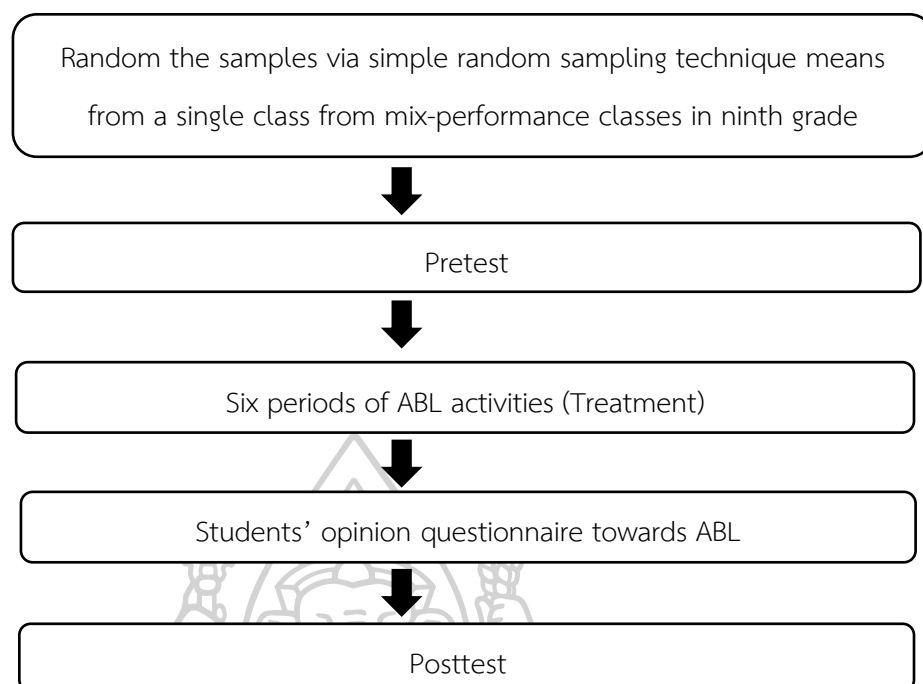 Random the samples via simple random sampling technique means
from a single class from mix-performance classes in ninth grade
Pretest
Six periods of ABL activities (Treatment)
Students’ opinion questionnaire towards ABL
Posttest